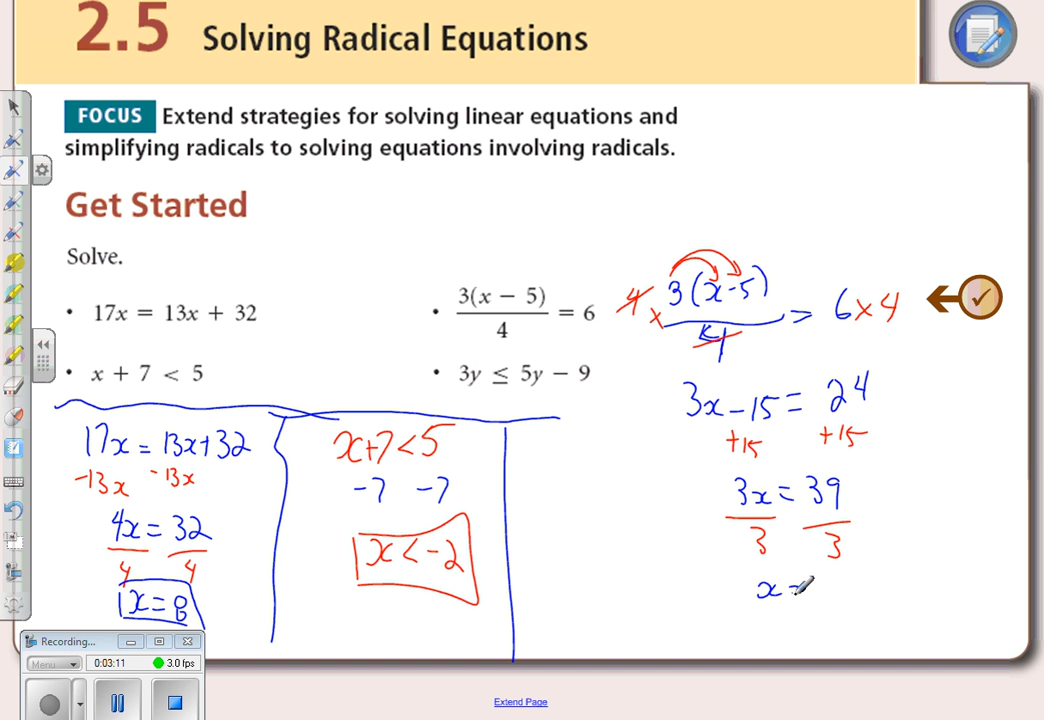 2.5 Solving Radical Equations
FOCUS Extend strategies for solving linear equations and
simplifying radicals to solving equations involving radicals.
Get Started
Solve.
• 17x = 13x + 32
• 3(x − 5)/4 = 6
• x + 7 < 5
• 3y ≤ 5y − 9
17x = 13x+32
-13x -13x
4x = 32
4 4
x = 8
x+7<5
-7 -7
x < -2
4 x 3(x-5)/4 = 6x4
3x-15 = 24
+15 +15
3x = 39
3 3
x =
Recording...
Menu
0:03:11
3.0 fps
Extend Page